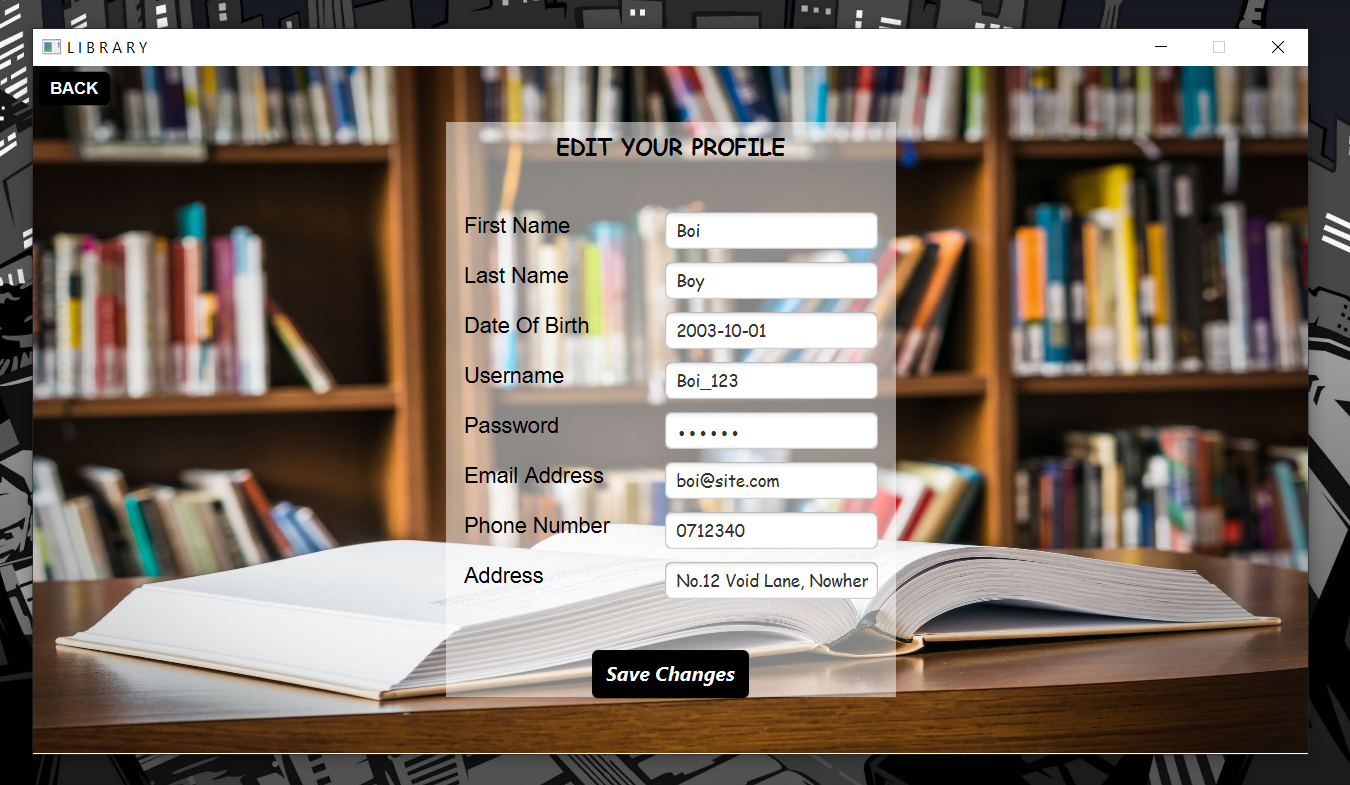 LIBRARY
BACK
EDIT YOUR PROFILE
First Name Boi
Last Name Boy
Date Of Birth 2003-10-01
Username Boi_123
Password ••••••
Email Address boi@site.com
Phone Number 0712340
Address No.12 Void Lane, Nowher
Save Changes